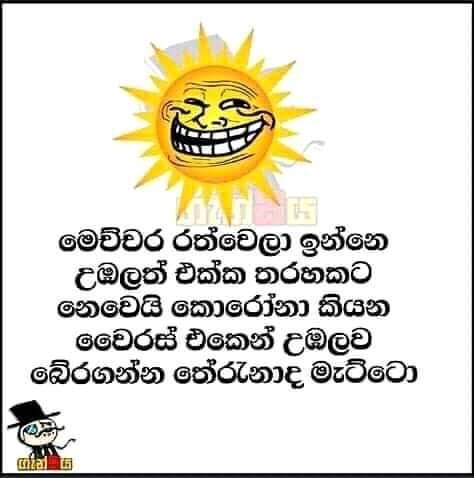 මෙච්චර රත්වෙලා ඉන්නෙ
උඹලත් එක්ක තරහකට
නෙවෙයි කොරෝනා කියන
වෛරස් එකෙන් උඹලව
බේරගන්න තේරැනාද මැට්ටො